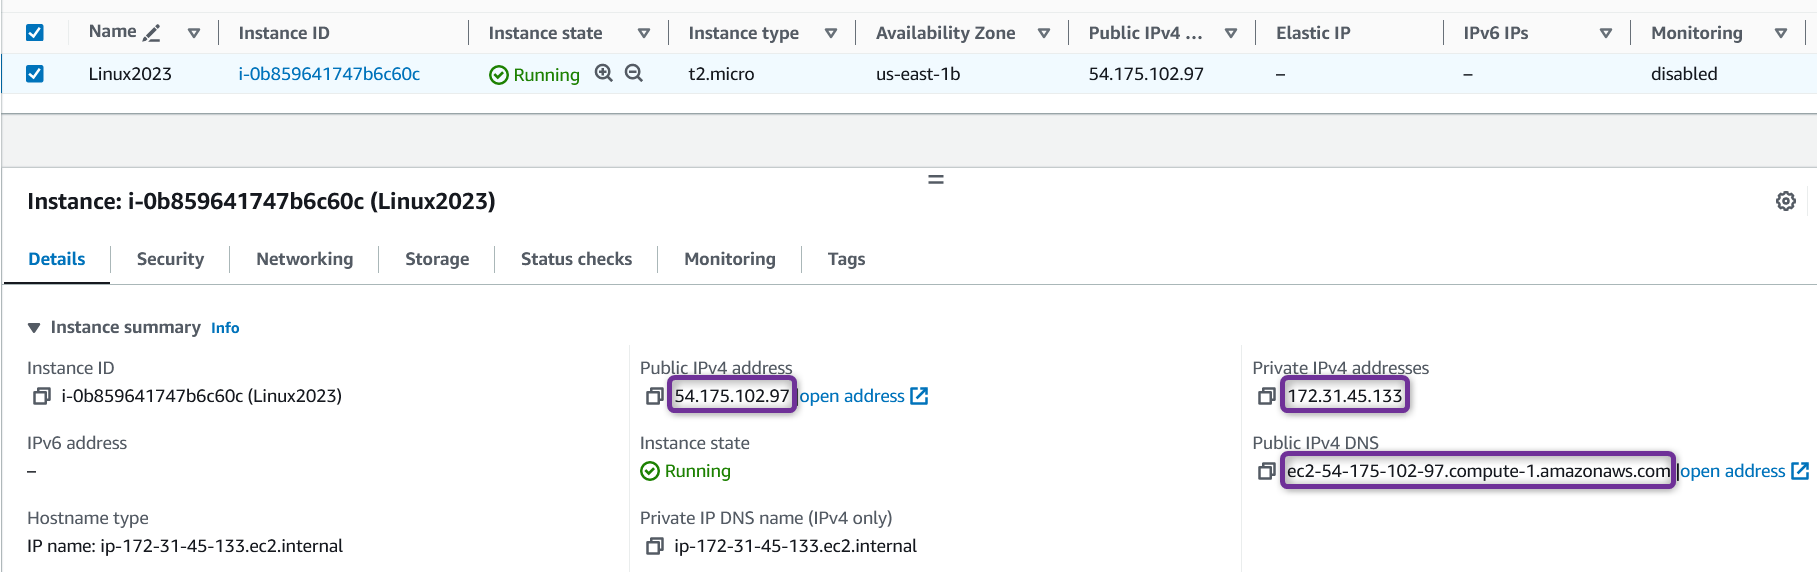 Name Instance ID Instance state Instance type Availability Zone Public IPv4 ... Elastic IP IPv6 IPs Monitoring
Linux2023 i-0b859641747b6c60c Running t2.micro us-east-1b 54.175.102.97 – – disabled
Instance: i-0b859641747b6c60c (Linux2023)
Details Security Networking Storage Status checks Monitoring Tags
Instance summary Info
Instance ID
i-0b859641747b6c60c (Linux2023)
Public IPv4 address
54.175.102.97 open address
Private IPv4 addresses
172.31.45.133
IPv6 address
–
Instance state
Running
Public IPv4 DNS
ec2-54-175-102-97.compute-1.amazonaws.com | open address
Hostname type
IP name: ip-172-31-45-133.ec2.internal
Private IP DNS name (IPv4 only)
ip-172-31-45-133.ec2.internal